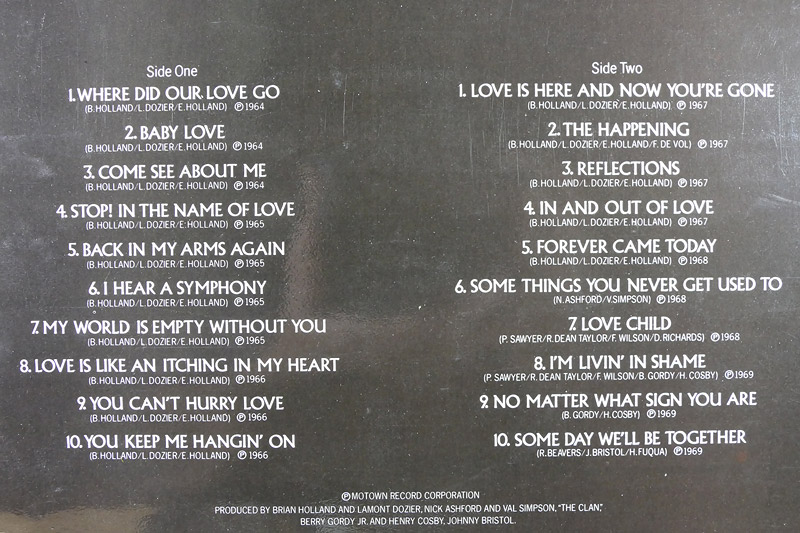 Side One
1. WHERE DID OUR LOVE GO
(B. HOLLAND/L. DOZIER/E. HOLLAND) ℗ 1964
2. BABY LOVE
(B. HOLLAND/L. DOZIER/E. HOLLAND) ℗ 1964
3. COME SEE ABOUT ME
(B. HOLLAND/L. DOZIER/E. HOLLAND) ℗ 1964
4. STOP! IN THE NAME OF LOVE
(B. HOLLAND/L. DOZIER/E. HOLLAND) ℗ 1965
5. BACK IN MY ARMS AGAIN
(B. HOLLAND/L. DOZIER/E. HOLLAND) ℗ 1965
6. I HEAR A SYMPHONY
(B. HOLLAND/L. DOZIER/E. HOLLAND) ℗ 1965
7. MY WORLD IS EMPTY WITHOUT YOU
(B. HOLLAND/L. DOZIER/E. HOLLAND) ℗ 1965
8. LOVE IS LIKE AN ITCHING IN MY HEART
(B. HOLLAND/L. DOZIER/E. HOLLAND) ℗ 1966
9. YOU CAN'T HURRY LOVE
(B. HOLLAND/L. DOZIER/E. HOLLAND) ℗ 1966
10. YOU KEEP ME HANGIN' ON
(B. HOLLAND/L. DOZIER/E. HOLLAND) ℗ 1966
Side Two
1. LOVE IS HERE AND NOW YOU'RE GONE
(B. HOLLAND/L. DOZIER/E. HOLLAND) ℗ 1967
2. THE HAPPENING
(B. HOLLAND/L. DOZIER/E. HOLLAND/F. DE VOL) ℗ 1967
3. REFLECTIONS
(B. HOLLAND/L. DOZIER/E. HOLLAND) ℗ 1967
4. IN AND OUT OF LOVE
(B. HOLLAND/L. DOZIER/E. HOLLAND) ℗ 1967
5. FOREVER CAME TODAY
(B. HOLLAND/L. DOZIER/E. HOLLAND) ℗ 1968
6. SOME THINGS YOU NEVER GET USED TO
(N. ASHFORD/V. SIMPSON) ℗ 1968
7. LOVE CHILD
(P. SAWYER/R. DEAN TAYLOR/F. WILSON/D. RICHARDS) ℗ 1968
8. I'M LIVIN' IN SHAME
(P. SAWYER/R. DEAN TAYLOR/F. WILSON/B. GORDY/H. COSBY) ℗ 1969
9. NO MATTER WHAT SIGN YOU ARE
(B. GORDY/H. COSBY) ℗ 1969
10. SOME DAY WE'LL BE TOGETHER
(R. BEAVERS/J. BRISTOL/H. FUQUA) ℗ 1969
℗ MOTOWN RECORD CORPORATION
PRODUCED BY BRIAN HOLLAND AND LAMONT DOZIER, NICK ASHFORD AND VAL SIMPSON, "THE CLAN,"
BERRY GORDY JR. AND HENRY COSBY, JOHNNY BRISTOL.